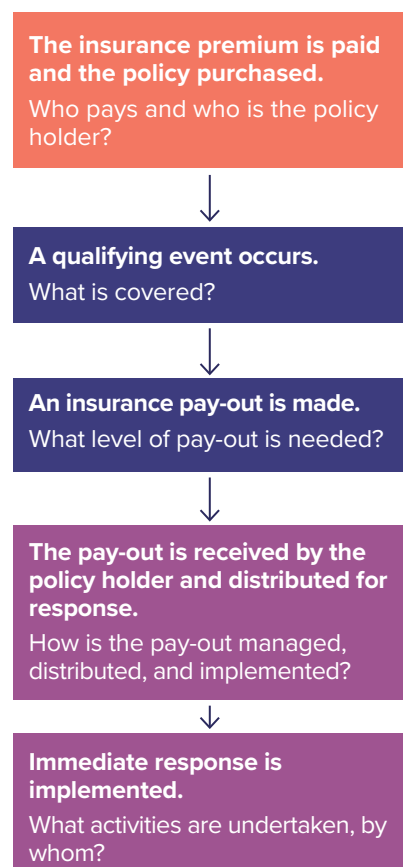 The insurance premium is paid
and the policy purchased.
Who pays and who is the policy
holder?
A qualifying event occurs.
What is covered?
An insurance pay-out is made.
What level of pay-out is needed?
The pay-out is received by the
policy holder and distributed for
response.
How is the pay-out managed,
distributed, and implemented?
Immediate response is
implemented.
What activities are undertaken, by
whom?